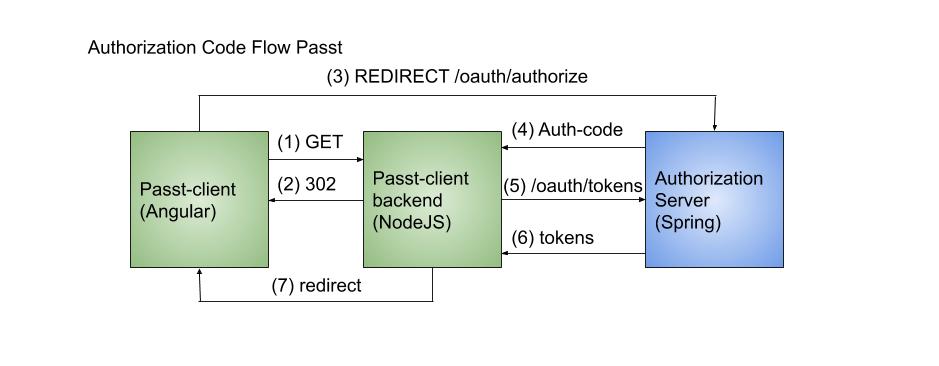 Authorization Code Flow Passt
(3) REDIRECT /oauth/authorize
(1) GET
(2) 302
(4) Auth-code
(5) /oauth/tokens
(6) tokens
Passt-client
(Angular)
Passt-client
backend
(NodeJS)
Authorization
Server
(Spring)
(7) redirect